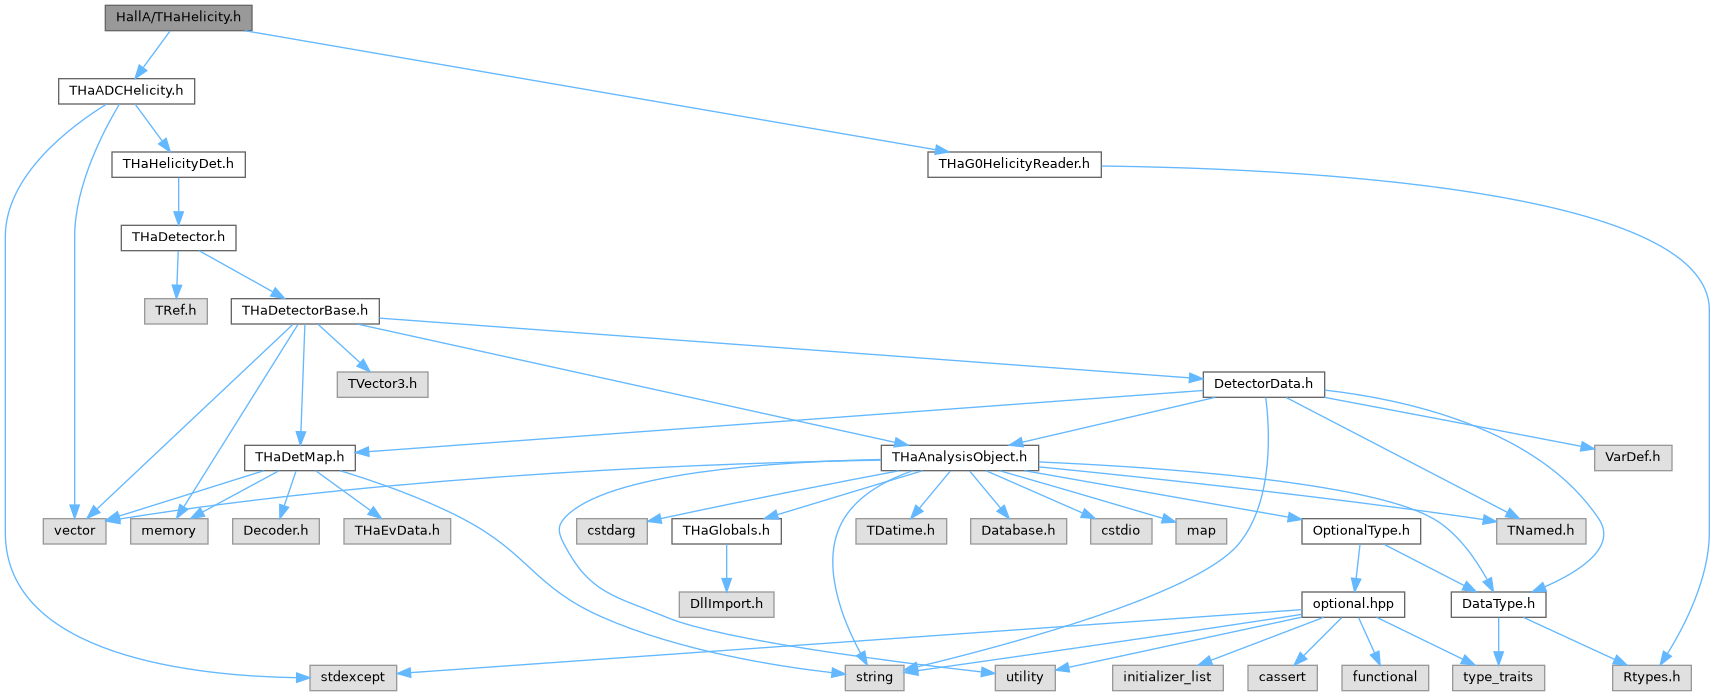 HallA/THaHelicity.h
THaADCHelicity.h
THaHelicityDet.h
THaG0HelicityReader.h
THaDetector.h
TRef.h
THaDetectorBase.h
TVector3.h
DetectorData.h
THaDetMap.h
THaAnalysisObject.h
VarDef.h
vector
memory
Decoder.h
THaEvData.h
cstdarg
THaGlobals.h
TDatime.h
Database.h
cstdio
map
OptionalType.h
TNamed.h
DllImport.h
optional.hpp
DataType.h
stdexcept
string
utility
initializer_list
cassert
functional
type_traits
Rtypes.h